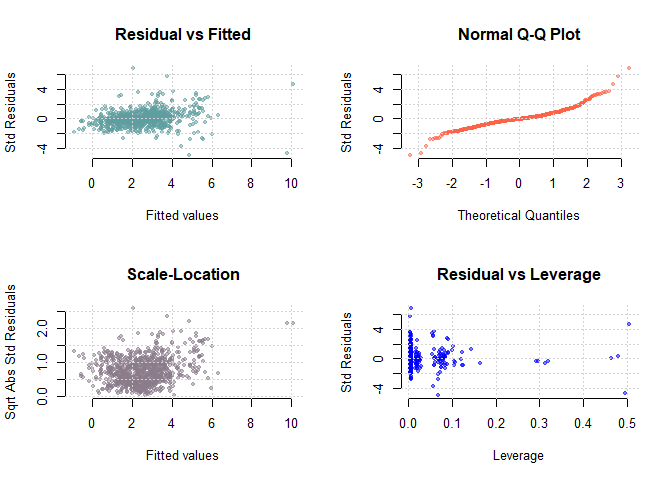 Residual vs Fitted
Std Residuals
4
0
-4
0 2 4 6 8 10
Fitted values
Normal Q-Q Plot
Std Residuals
4
0
-4
-3 -2 -1 0 1 2 3
Theoretical Quantiles
Scale-Location
Sqrt Abs Std Residuals
2.0
1.0
0.0
0 2 4 6 8 10
Fitted values
Residual vs Leverage
Std Residuals
4
0
-4
0.0 0.1 0.2 0.3 0.4 0.5
Leverage